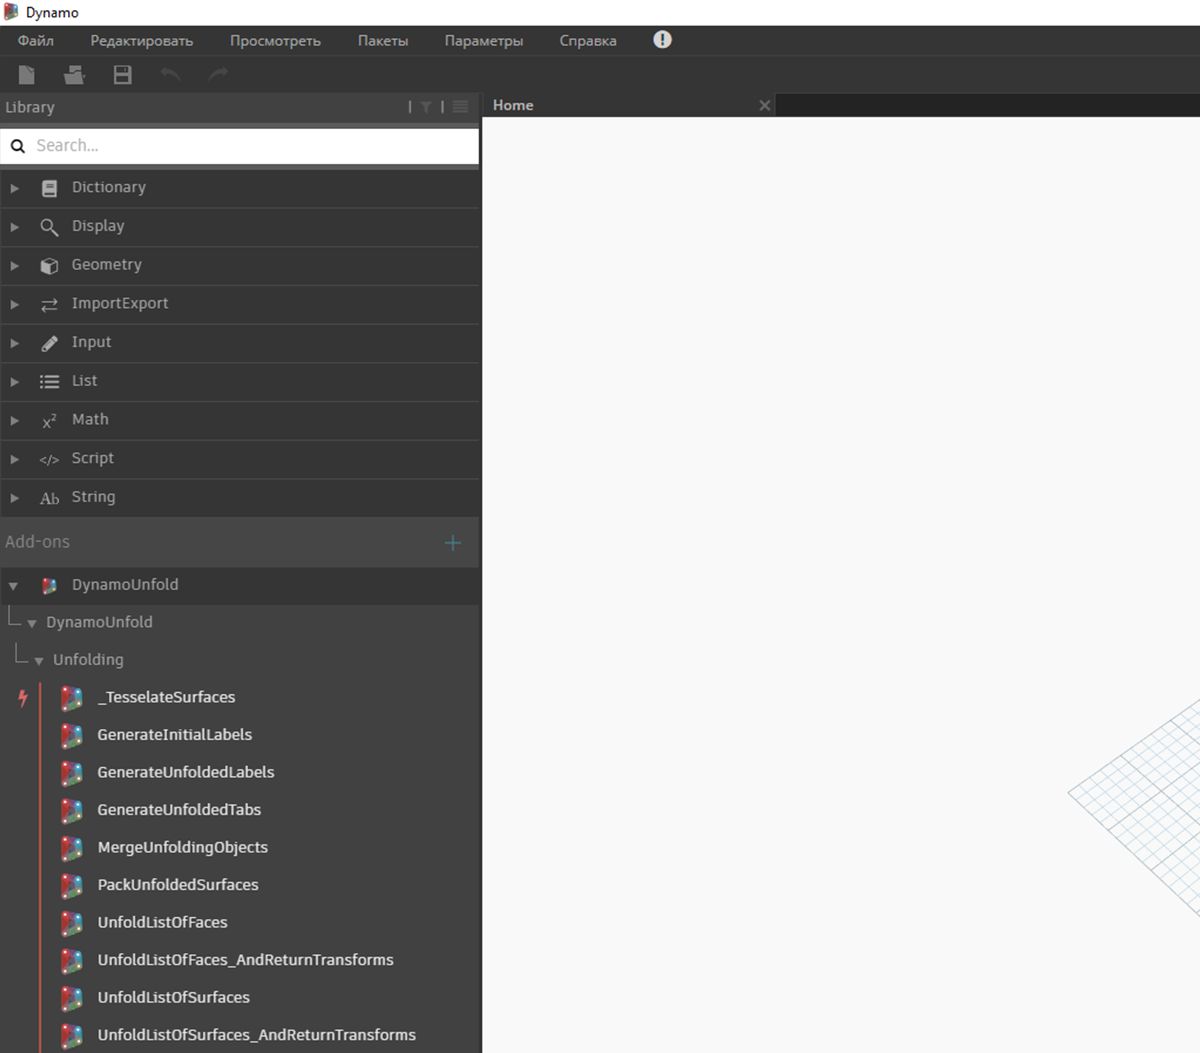 Dynamo
Файл Редактировать Просмотреть Пакеты Параметры Справка
Library
Home
Search...
Dictionary
Display
Geometry
ImportExport
Input
List
Math
Script
String
Add-ons
DynamoUnfold
DynamoUnfold
Unfolding
_TesselateSurfaces
GenerateInitialLabels
GenerateUnfoldedLabels
GenerateUnfoldedTabs
MergeUnfoldingObjects
PackUnfoldedSurfaces
UnfoldListOfFaces
UnfoldListOfFaces_AndReturnTransforms
UnfoldListOfSurfaces
UnfoldListOfSurfaces_AndReturnTransforms